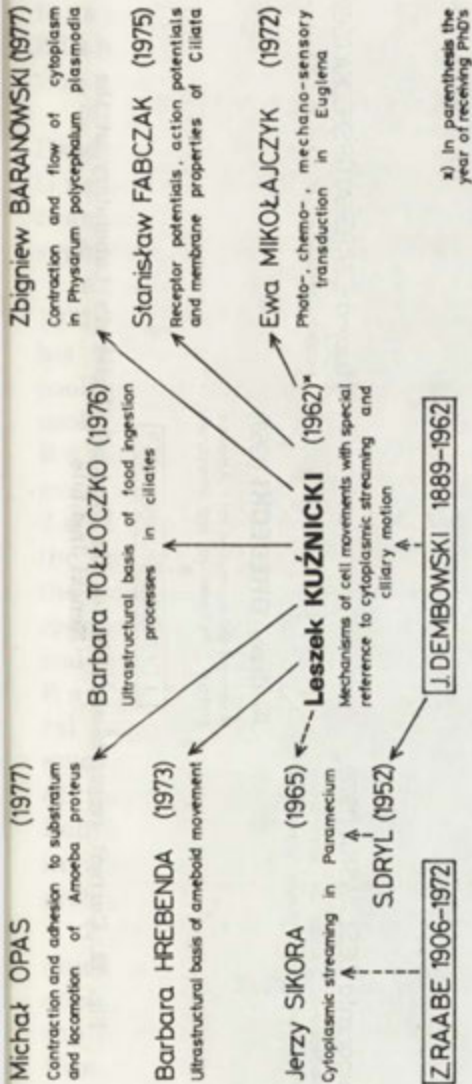 Michał OPAS (1977)
Contraction and adhesion to substratum
and locomotion of Amoeba proteus
Barbara TOŁŁOCZKO (1976)
Ultrastructural basis of food ingestion
processes in ciliates
Zbigniew BARANOWSKI (1977)
Contraction and flow of cytoplasm
in Physarum polycephalum plasmodia
Barbara HREBENDA (1973)
Ultrastructural basis of ameboid movement
Stanisław FABCZAK (1975)
Receptor potentials, action potentials
and membrane properties of Ciliata
Jerzy SIKORA (1965)
Cytoplasmic streaming in Paramecium
Leszek KUŹNICKI (1962)*
Mechanisms of cell movements with special
reference to cytoplasmic streaming and
ciliary motion
Ewa MIKOŁAJCZYK (1972)
Photo-, chemo-, mechano-sensory
transduction in Euglena
S.DRYL (1952)
Z.RAABE 1906-1972
J.DEMBOWSKI 1889-1962
x) In parenthesis the
year of receiving PhD's